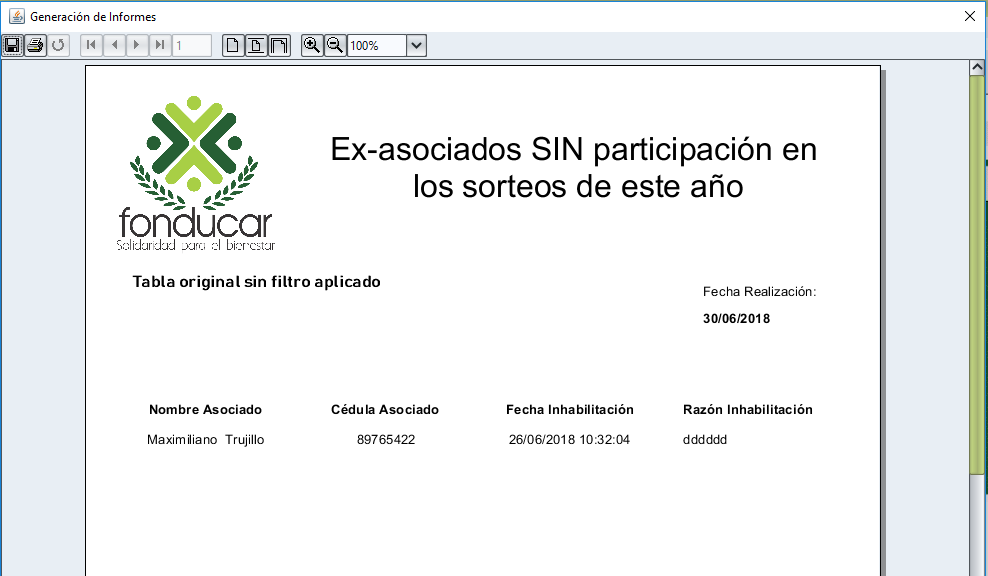 Generación de Informes
1
100%
fonducar
Solidaridad para el bienestar
Ex-asociados SIN participación en
los sorteos de este año
Tabla original sin filtro aplicado
Fecha Realización:
30/06/2018
Nombre Asociado Cédula Asociado Fecha Inhabilitación Razón Inhabilitación
Maximiliano Trujillo 89765422 26/06/2018 10:32:04 dddddd